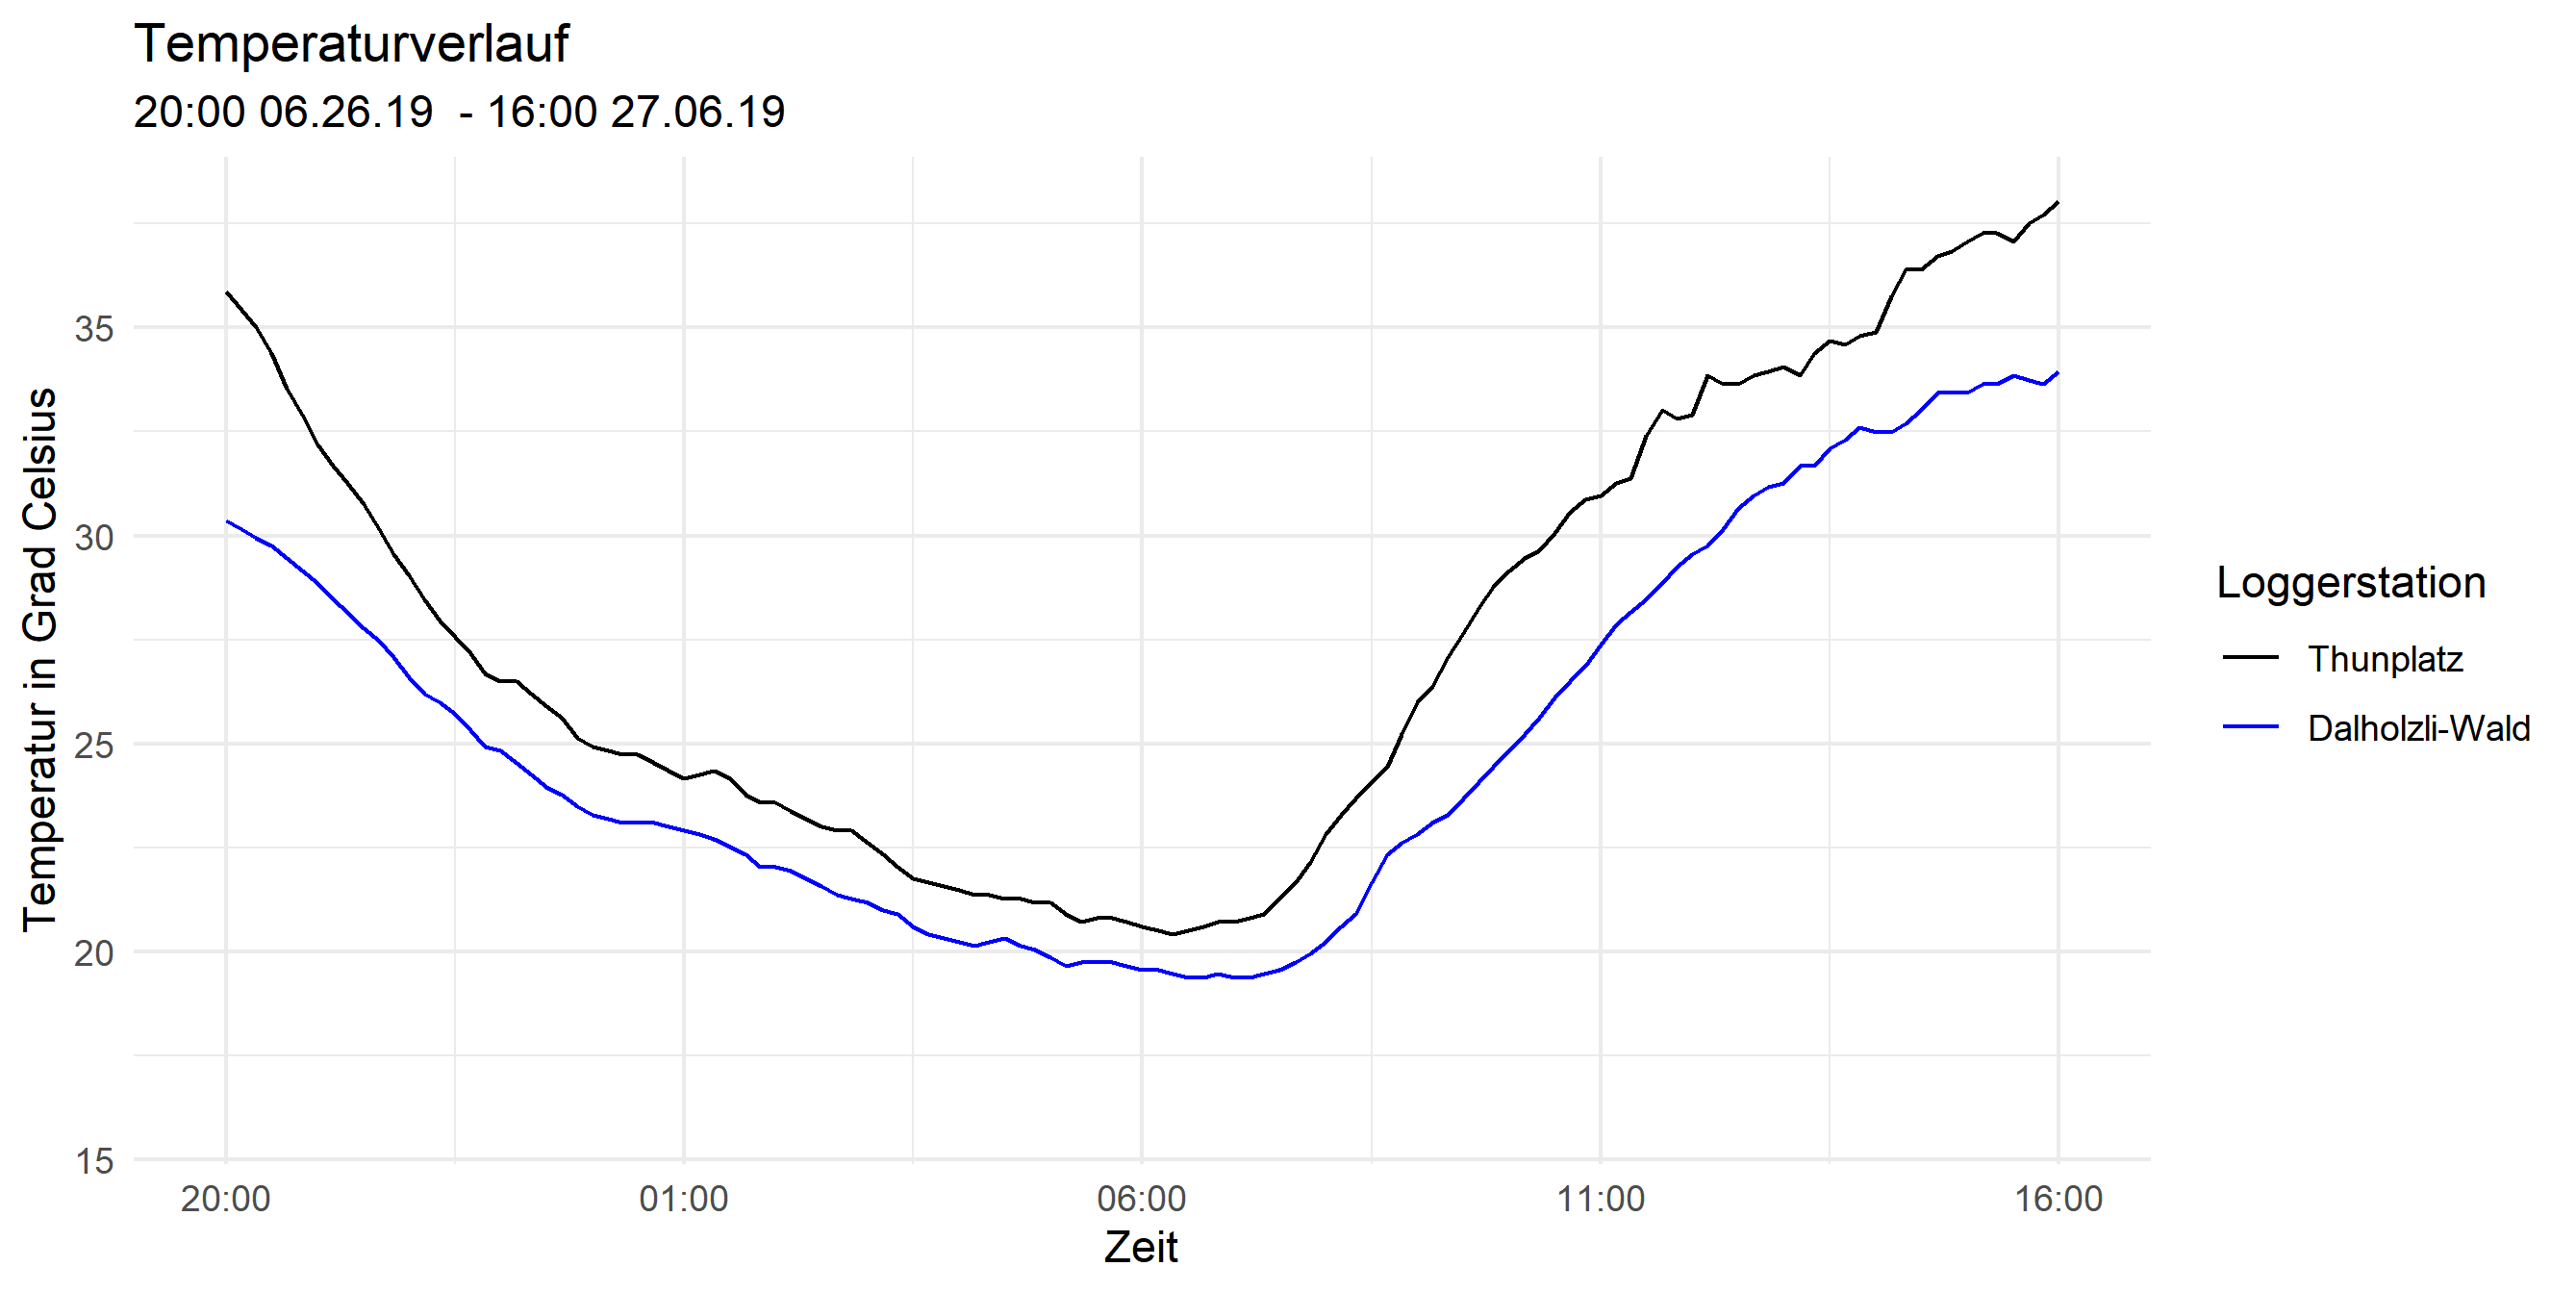 Temperaturverlauf
20:00 06.26.19  - 16:00 27.06.19
Temperatur in Grad Celsius
35
30
25
20
15
20:00 01:00 06:00 11:00 16:00
Zeit
Loggerstation
Thunplatz
Dalholzli-Wald